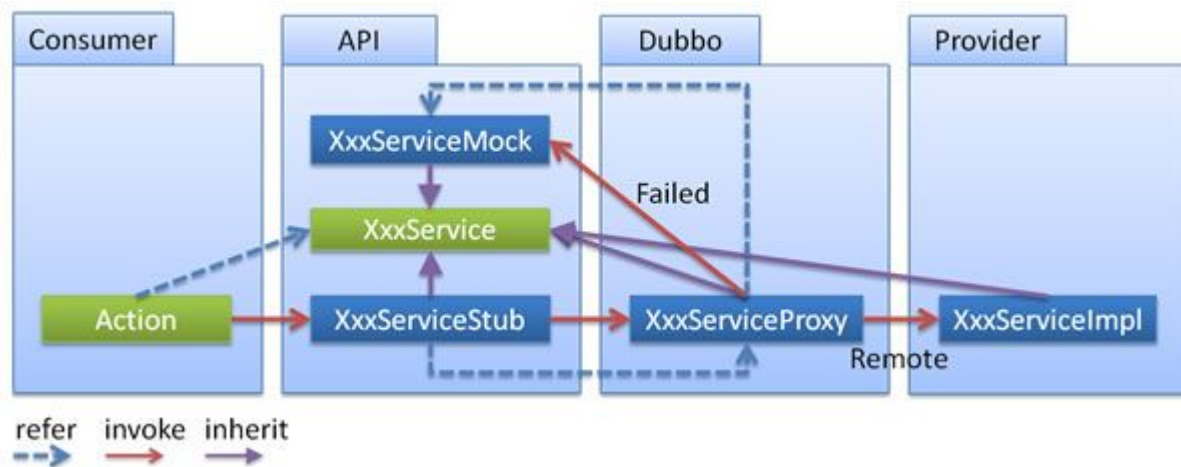 Consumer
API
Dubbo
Provider
XxxServiceMock
Failed
XxxService
Action
XxxServiceStub
XxxServiceProxy
XxxServiceImpl
Remote
refer
invoke
inherit